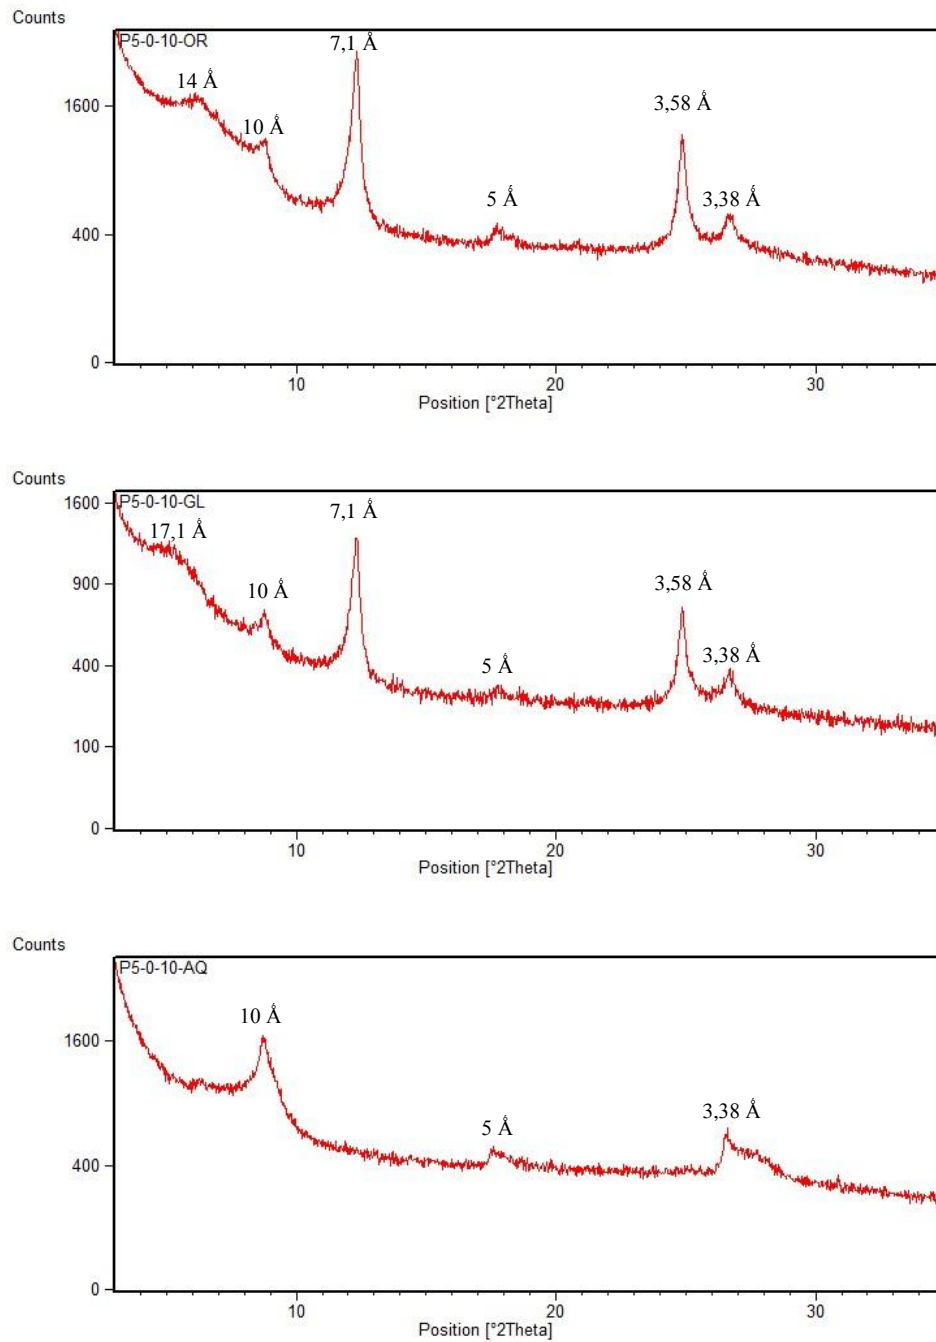 Counts
P5-0-10-OR
7,1 Å
14 Å
3,58 Å
1600
10 Å
5 Å
3,38 Å
400
0
10
20
30
Position [°2Theta]
Counts
1600
P5-0-10-GL
7,1 Å
17,1 Å
900
3,58 Å
10 Å
400
5 Å
3,38 Å
100
0
10
20
30
Position [°2Theta]
Counts
P5-0-10-AQ
10 Å
1600
3,38 Å
5 Å
400
0
10
20
30
Position [°2Theta]